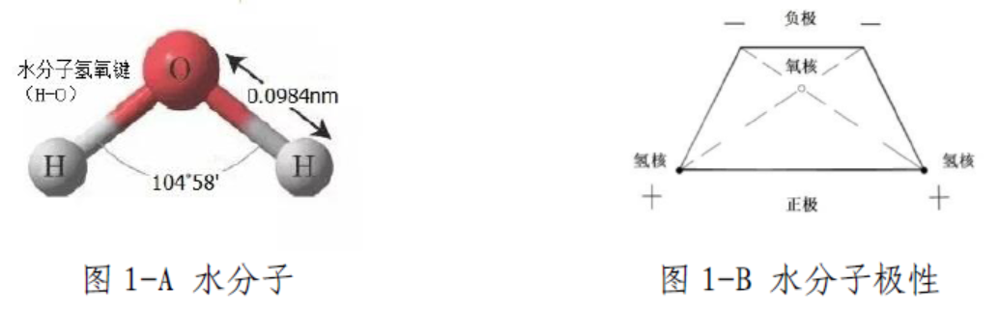 水分子氢氧键
（H-O）
O
0.0984nm
H
H
104°58'
图 1-A 水分子
— 负极 —
氧核
氢核
氢核
+ 正极 +
图 1-B 水分子极性